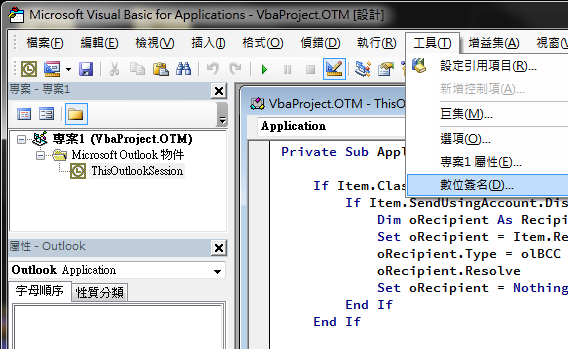 Microsoft Visual Basic for Applications - VbaProject.OTM [設計]
檔案(F) 編輯(E) 檢視(V) 插入(I) 格式(O) 偵錯(D) 執行(R) 工具(T) 增益集(A) 視窗
設定引用項目(R)...
新增控制項(A)...
巨集(M)...
選項(O)...
專案1 屬性(E)...
數位簽名(D)...
專案 - 專案1
專案1 (VbaProject.OTM)
Microsoft Outlook 物件
ThisOutlookSession
屬性 - Outlook
Outlook Application
字母順序 性質分類
VbaProject.OTM - ThisO
Application
Private Sub Appl
If Item.Clas
If Item.SendUsingAccount.Dis
Dim oRecipient As Recipi
Set oRecipient = Item.Re
oRecipient.Type = olBCC
oRecipient.Resolve
Set oRecipient = Nothing
End If
End If